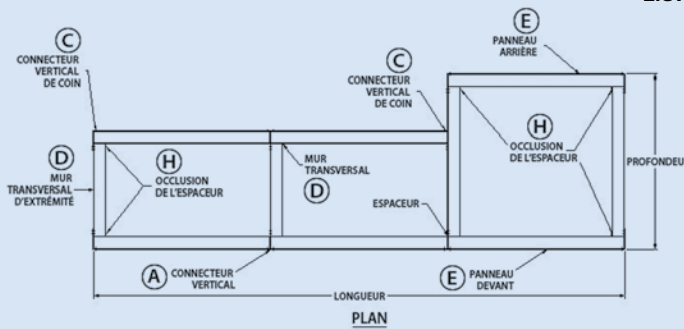 E
PANNEAU
ARRIÈRE
C
CONNECTEUR
VERTICAL
DE COIN
C
CONNECTEUR
VERTICAL
DE COIN
D
MUR
TRANSVERSAL
D'EXTRÉMITÉ
H
OCCLUSION
DE L'ESPACEUR
MUR
TRANSVERSAL
D
H
OCCLUSION
DE L'ESPACEUR
PROFONDEU
ESPACEUR
A
CONNECTEUR
VERTICAL
E
PANNEAU
DEVANT
LONGUEUR
PLAN